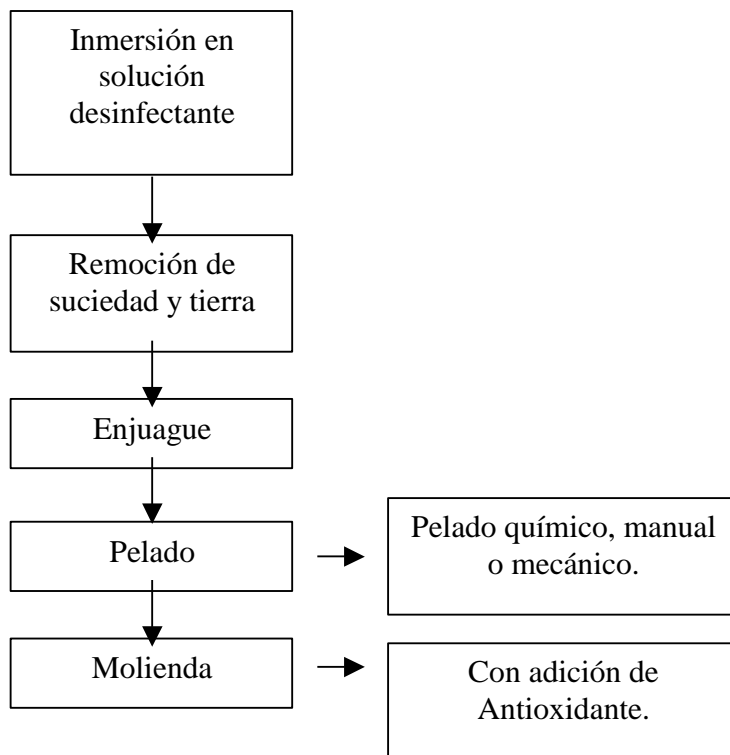 Inmersión en
solución
desinfectante
Remoción de
suciedad y tierra
Enjuague
Pelado
Pelado químico, manual
o mecánico.
Molienda
Con adición de
Antioxidante.